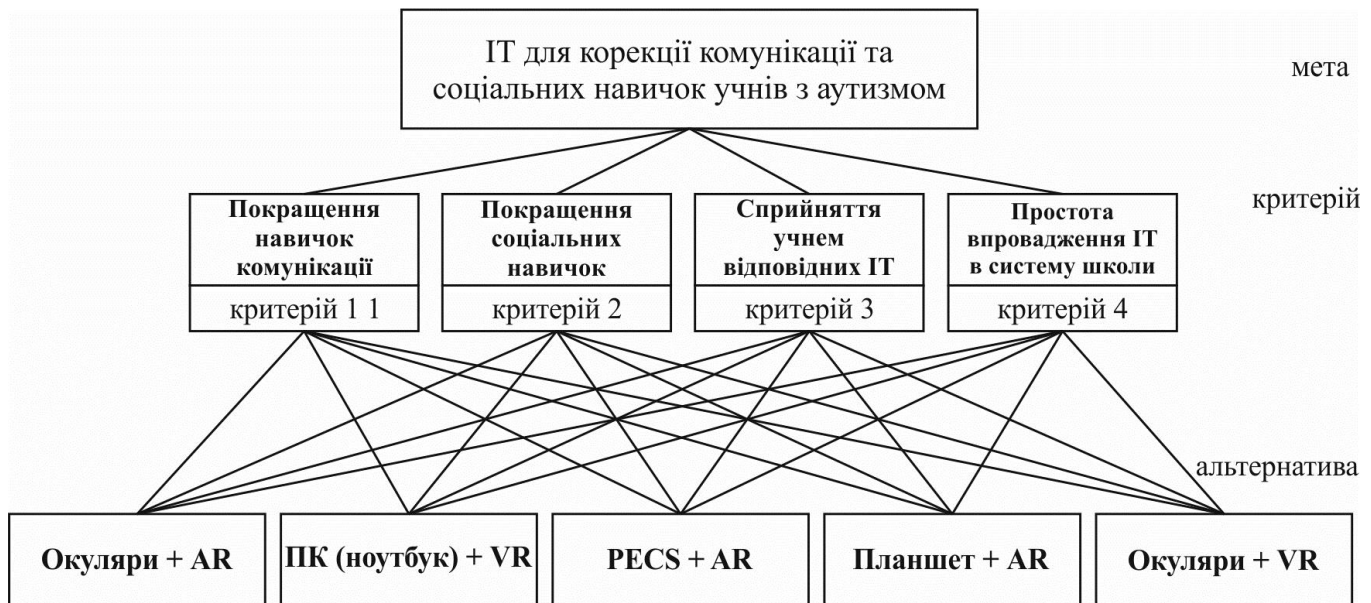 ІТ для корекції комунікації та
соціальних навичок учнів з аутизмом
мета
критерій
Покращення
навичок
комунікації
критерій 1 1
Покращення
соціальних
навичок
критерій 2
Сприйняття
учнем
відповідних ІТ
критерій 3
Простота
впровадження ІТ
в систему школи
критерій 4
альтернатива
Окуляри + AR
ПК (ноутбук) + VR
PECS + AR
Планшет + AR
Окуляри + VR